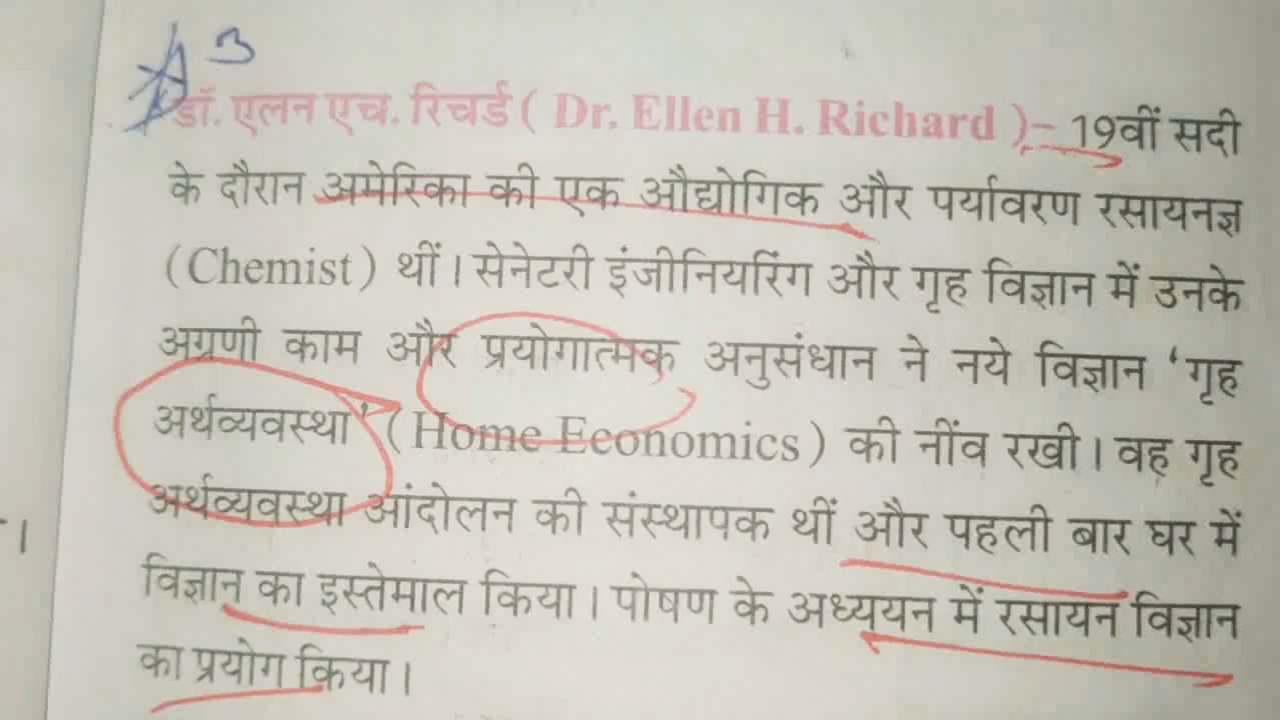 A 3
डॉ. एलन एच. रिचर्ड ( Dr. Ellen H. Richard )– 19वीं सदी
के दौरान अमेरिका की एक औद्योगिक और पर्यावरण रसायनज्ञ
(Chemist) थीं। सेनेटरी इंजीनियरिंग और गृह विज्ञान में उनके
अग्रणी काम और प्रयोगात्मक अनुसंधान ने नये विज्ञान ‘गृह
अर्थव्यवस्था’ (Home Economics) की नींव रखी। वह गृह
अर्थव्यवस्था आंदोलन की संस्थापक थीं और पहली बार घर में
विज्ञान का इस्तेमाल किया। पोषण के अध्ययन में रसायन विज्ञान
का प्रयोग किया।